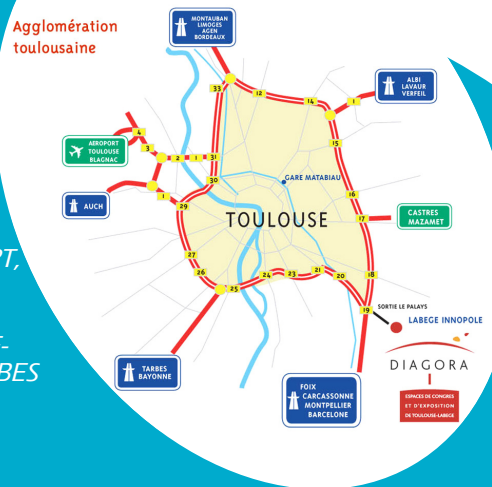 Agglomération
toulousaine
MONTAUBAN
LIMOGES
AGEN
BORDEAUX
33
12
14
1
ALBI
LAVAUR
VERFEIL
4
3
2
1
31
15
AEROPORT
TOULOUSE
BLAGNAC
30
GARE MATABIAU
AUCH
1
29
16
17
CASTRES
MAZAMET
TOULOUSE
RT,
27
26
25
24
23
21
20
18
19
SORTIE LE PALAYS
LABEGE INNOPOLE
E-
BES
TARBES
BAYONNE
FOIX
CARCASSONNE
MONTPELLIER
BARCELONE
DIAGORA
ESPACES DE CONGRES
ET D'EXPOSITION
DE TOULOUSE-LABEGE